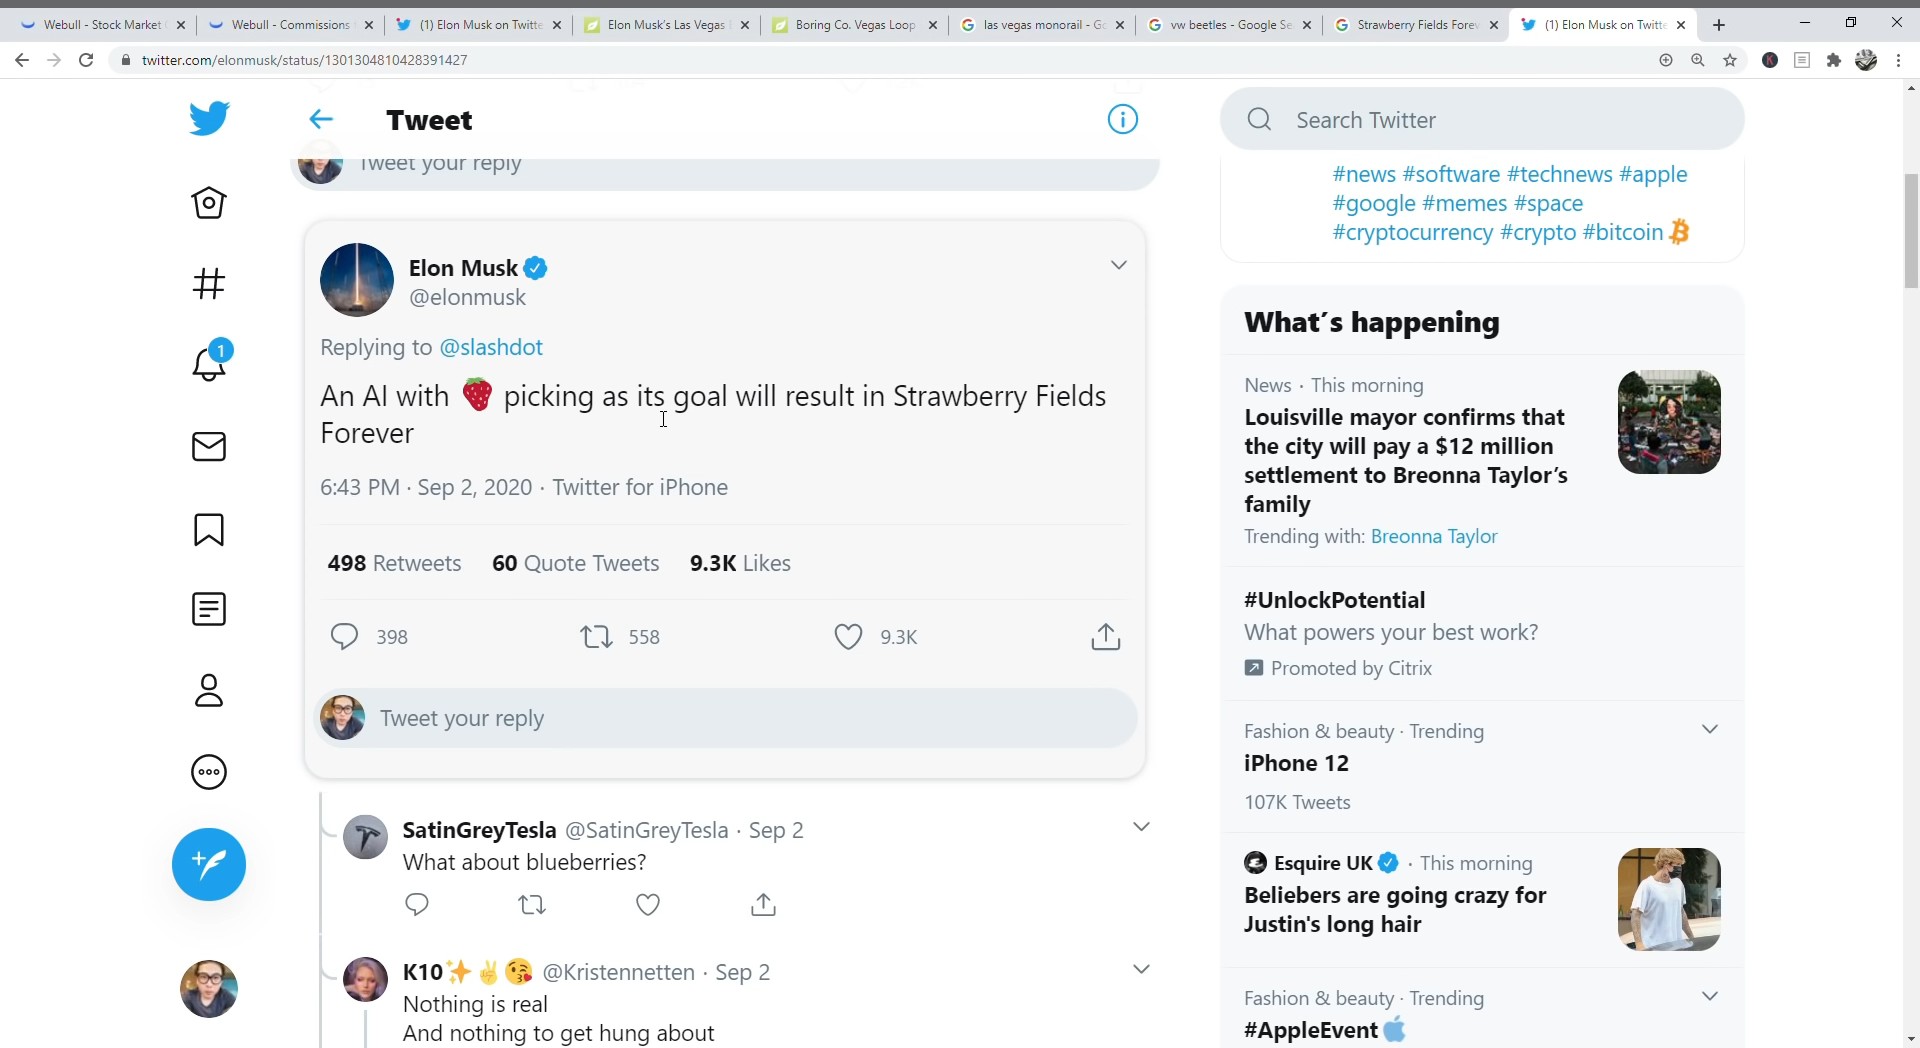 Webull - Stock Market
Webull - Commissions
(1) Elon Musk on Twitte
Elon Musk's Las Vegas
Boring Co. Vegas Loop
las vegas monorail - Go
vw beetles - Google Se
Strawberry Fields Forev
(1) Elon Musk on Twitte
twitter.com/elonmusk/status/1301304810428391427
K
Tweet
Tweet your reply
Elon Musk
@elonmusk
Replying to @slashdot
An AI with 🍓 picking as its goal will result in Strawberry Fields
Forever
6:43 PM · Sep 2, 2020 · Twitter for iPhone
498 Retweets 60 Quote Tweets 9.3K Likes
398 558 9.3K
Tweet your reply
SatinGreyTesla @SatinGreyTesla · Sep 2
What about blueberries?
K10✨✌😘 @Kristennetten · Sep 2
Nothing is real
And nothing to get hung about
1
Search Twitter
#news #software #technews #apple
#google #memes #space
#cryptocurrency #crypto #bitcoin
What's happening
News · This morning
Louisville mayor confirms that
the city will pay a $12 million
settlement to Breonna Taylor's
family
Trending with: Breonna Taylor
#UnlockPotential
What powers your best work?
Promoted by Citrix
Fashion & beauty · Trending
iPhone 12
107K Tweets
Esquire UK · This morning
Beliebers are going crazy for
Justin's long hair
Fashion & beauty · Trending
#AppleEvent